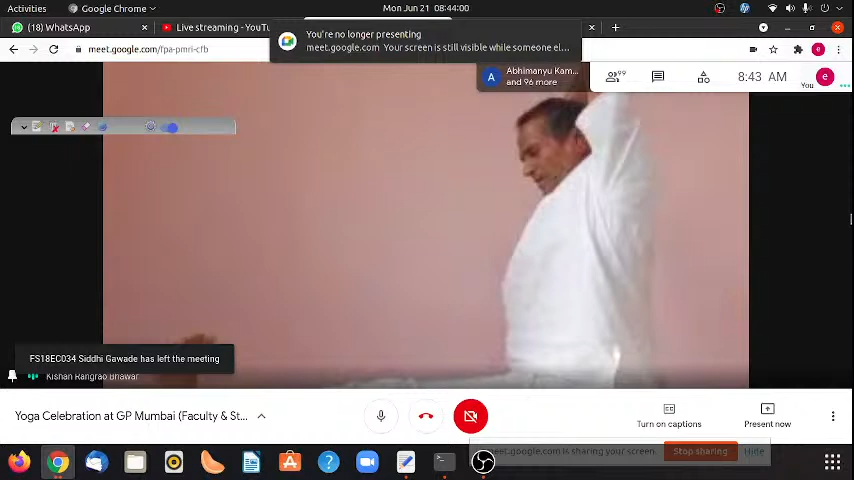 Activities
Google Chrome
Mon Jun 21 08:44:00
(18) WhatsApp
Live streaming - YouTu
You're no longer presenting
meet.google.com Your screen is still visible while someone el...
meet.google.com/fpa-pmri-cfb
Abhimanyu Kam...
and 96 more
99
8:43 AM
You
FS18EC034 Siddhi Gawade has left the meeting
Kishan Rangrao Bhawar
Yoga Celebration at GP Mumbai (Faculty & St...
Turn on captions
Present now
meet.google.com is sharing your screen
Stop sharing
Hide